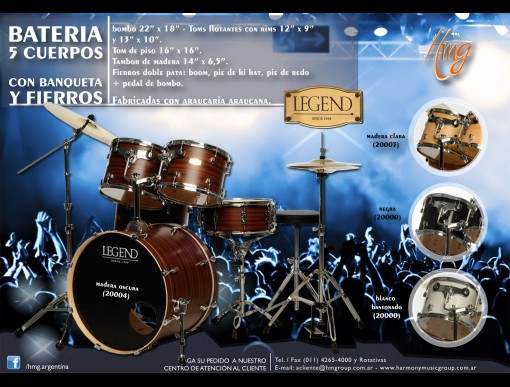 BATERIA
5 CUERPOS
CON BANQUETA
Y FIERROS
bombo 22” x 18” - Toms flotantes con rims 12” x 9”
y 13” x 10”.
Tom de piso 16” x 16”.
Tambor de madera 14” x 6,5”.
Fierros doble pata: boom, pie de hi hat, pie de redo
+ pedal de bombo.
Fabricadas con araucaria araucana.
Hmg
LEGEND
SINCE
madera clara
(20003)
negra
(20000)
blanco
(20000)
LEGEND
madera oscura
(20004)
/hmg.argentina
GA SU PEDIDO A NUESTRO
CENTRO DE ATENCIÓN AL CLIENTE
Tel. / Fax (011) 4265-4000 y Rotativas
E-mail: acliente@hmgroup.com.ar - www.harmonymusicgroup.com.ar